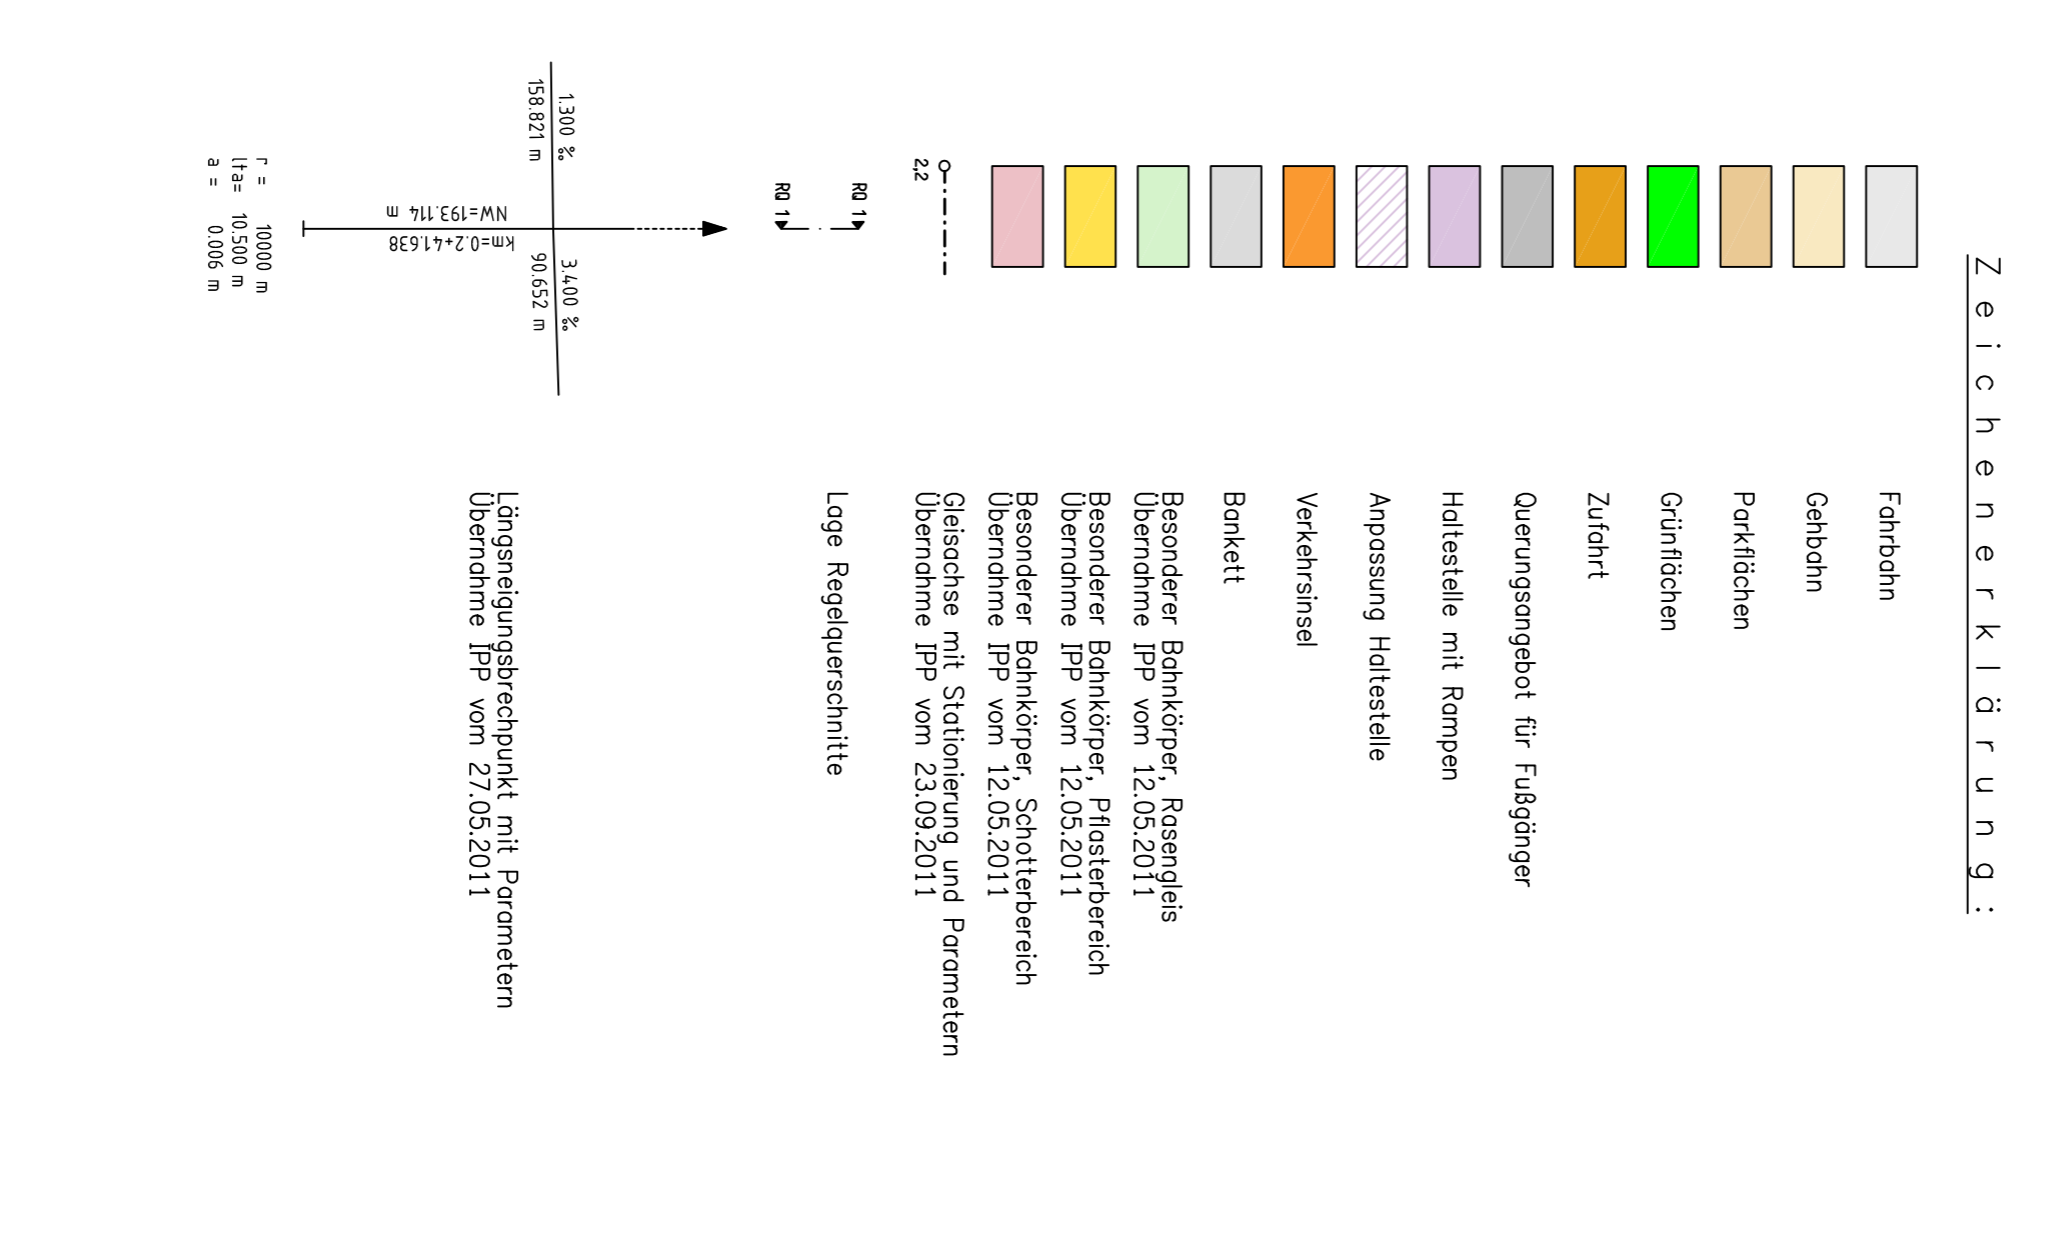 Zeichenerklärung:
Fahrbahn
Gehbahn
Parkflächen
Grünflächen
Zufahrt
Querungsangebot für Fußgänger
Haltestelle mit Rampen
Anpassung Haltestelle
Verkehrsinsel
Bankett
Besonderer Bahnkörper, Rasengleis
Übernahme IPP vom 12.05.2011
Besonderer Bahnkörper, Pflasterbereich
Übernahme IPP vom 12.05.2011
Besonderer Bahnkörper, Schotterbereich
Übernahme IPP vom 12.05.2011
2,2
Gleisachse mit Stationierung und Parametern
Übernahme IPP vom 23.09.2011
RQ 1
RQ 1
Lage Regelquerschnitte
1.300 ‰
158.821 m
3.400 ‰
90.652 m
km=0.2+41.638
NW=193.114 m
r = 10000 m
lta= 10.500 m
a = 0.006 m
Längsneigungsbrechpunkt mit Parametern
Übernahme IPP vom 27.05.2011